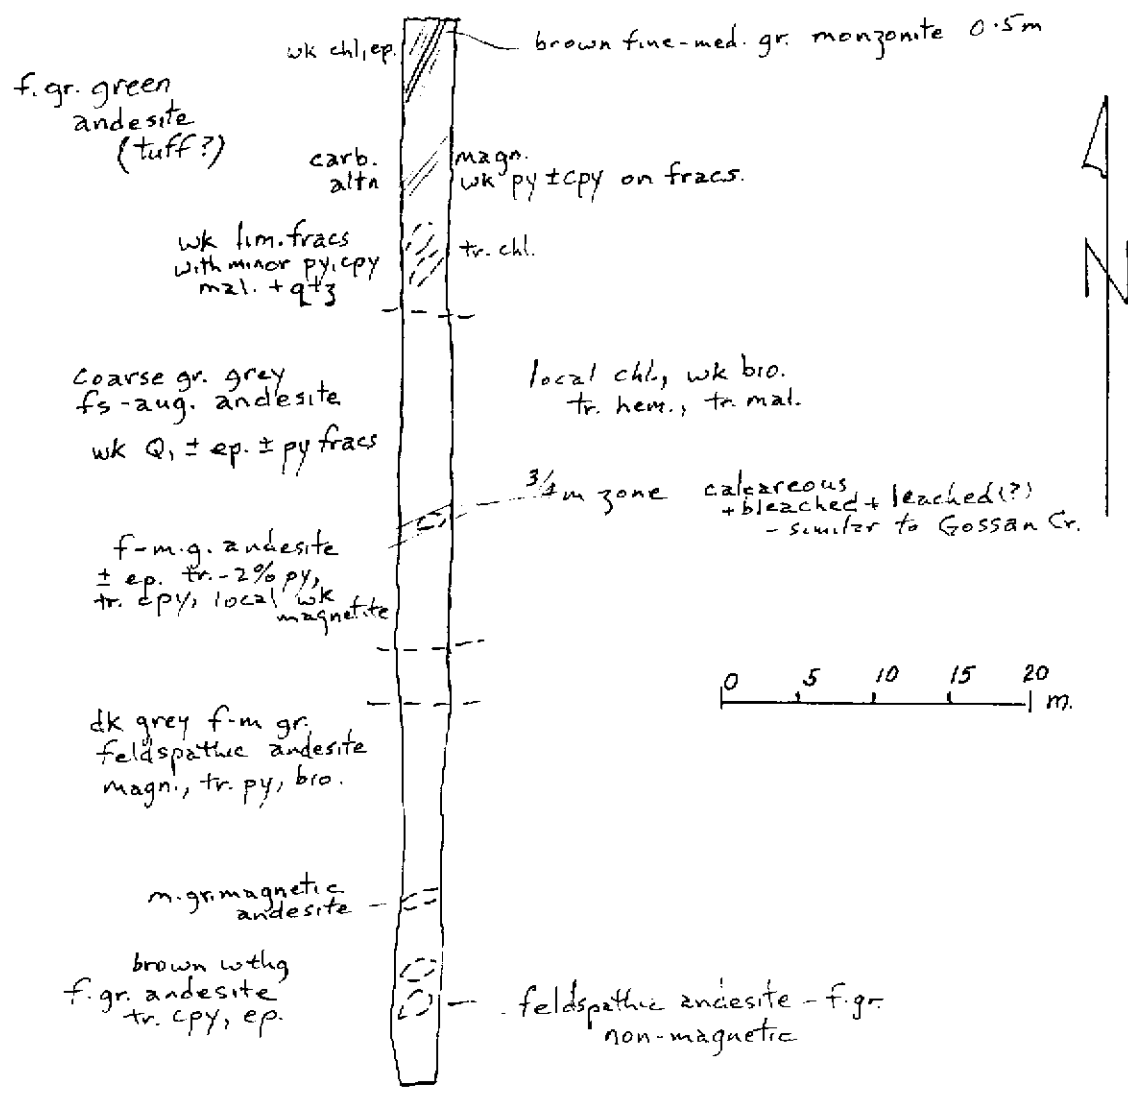 wk chl, ep.
brown fine-med. gr. monzonite 0.5m
f. gr. green
andesite
(tuff?)
carb.
altn
magn.
wk py ± cpy on fracs.
wk lim. fracs
with minor py, cpy
mal. + qtz
tr. chl.
N
coarse gr. grey
fs-aug. andesite
wk Q, ± ep. ± py fracs
local chl., wk bio.
tr. hem., tr. mal.
m zone calcareous
+bleached + leached(?)
- similar to Gossan Cr.
f-m.g. andesite
± ep. tr.-2% py,
tr. cpy, local wk
magnetite
0 5 10 15 20
m.
dk grey f-m gr.
feldspathic andesite
magn., tr. py, bio.
m.gr. magnetic
andesite
brown wthg
f. gr. andesite
tr. cpy, ep.
feldspathic andesite - f. gr.
non-magnetic